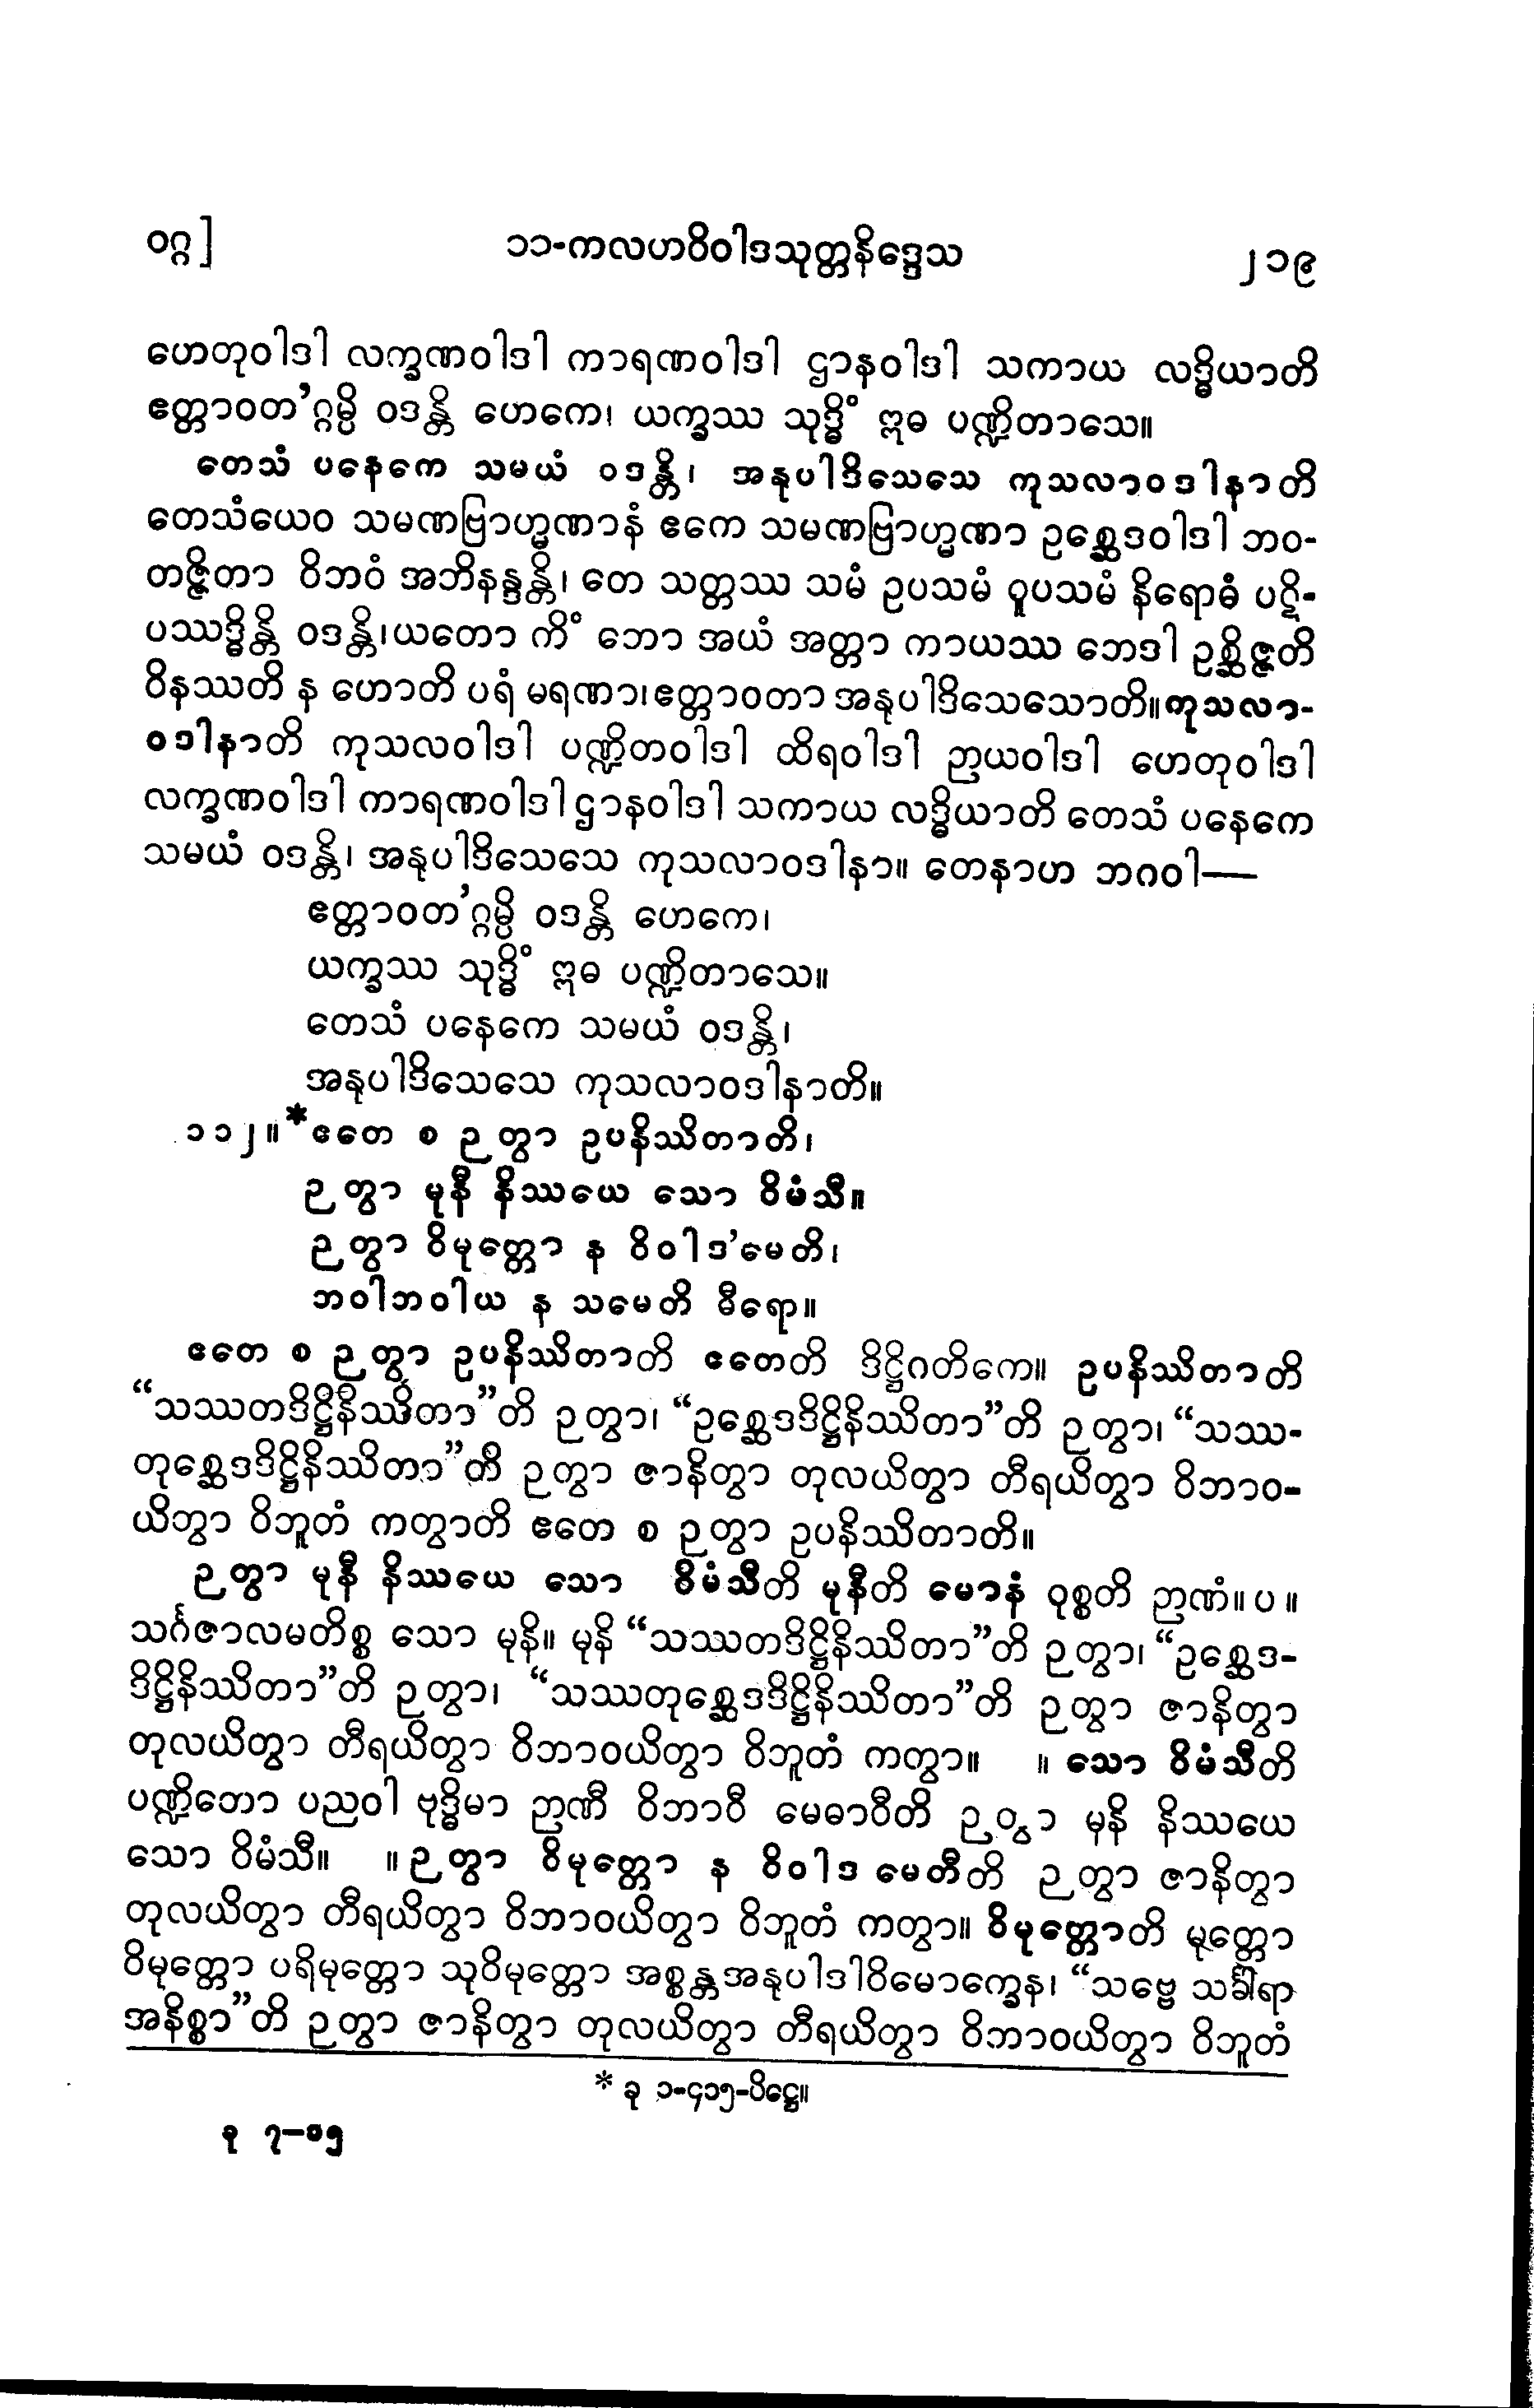 ဝဂ္ဂ]
၁၁-ကလဟဝိဝါဒသုတ္တနိဒ္ဒေသ
၂၁၉
ဟေတုဝါဒါ လက္ခဏဝါဒါ ကာရဏဝါဒါ ဌာနဝါဒါ သကာယ လဒ္ဓိယာတိ
ဧတ္တာဝတ’ဂ္ဂမ္ပိ ဝဒန္တိ ဟေကေ၊ ယက္ခဿ သုဒ္ဓိံ ဣဓ ပဏ္ဍိတာသေ။
တေသံ ပနေကေ သမယံ ဝဒန္တိ၊ အနုပါဒိသေသေ ကုသလာဝဒါနာတိ
တေသံယေဝ သမဏဗြာဟ္မဏာနံ ဧကေ သမဏဗြာဟ္မဏာ ဥစ္ဆေဒဝါဒါ ဘဝ-
တဇ္ဇိတာ ဝိဘဝံ အဘိနန္ဒန္တိ၊ တေ သတ္တဿ သမံ ဥပသမံ ဝူပသမံ နိရောဓံ ပဋိ-
ပဿဒ္ဓိန္တိ ဝဒန္တိ၊ယတော ကိံ ဘော အယံ အတ္တာ ကာယဿ ဘေဒါ ဥစ္ဆိဇ္ဇတိ
ဝိနဿတိ န ဟောတိ ပရံ မရဏာ၊ဧတ္တာဝတာ အနုပါဒိသေသောတိ။ကုသလာ-
ဝဒါနာတိ ကုသလဝါဒါ ပဏ္ဍိတဝါဒါ ထိရဝါဒါ ဉာယဝါဒါ ဟေတုဝါဒါ
လက္ခဏဝါဒါ ကာရဏဝါဒါ ဌာနဝါဒါ သကာယ လဒ္ဓိယာတိ တေသံ ပနေကေ
သမယံ ဝဒန္တိ၊ အနုပါဒိသေသေ ကုသလာဝဒါနာ။ တေနာဟ ဘဂဝါ—
ဧတ္တာဝတ’ဂ္ဂမ္ပိ ဝဒန္တိ ဟေကေ၊
ယက္ခဿ သုဒ္ဓိံ ဣဓ ပဏ္ဍိတာသေ။
တေသံ ပနေကေ သမယံ ဝဒန္တိ၊
အနုပါဒိသေသေ ကုသလာဝဒါနာတိ။
၁၁၂။*ဧတေ စ ဉတွာ ဥပနိဿိတာတိ၊
ဉတွာ မုနီ နိဿယေ သော ဝိမံသီ။
ဉတွာ ဝိမုတ္တော န ဝိဝါဒ’မေတိ၊
ဘဝါဘဝါယ န သမေတိ ဓီရော။
ဧတေ စ ဉတွာ ဥပနိဿိတာတိ ဧတေတိ ဒိဋ္ဌိဂတိကေ။ ဥပနိဿိတာတိ
“သဿတဒိဋ္ဌိနိဿိတာ”တိ ဉတွာ၊ “ဥစ္ဆေဒဒိဋ္ဌိနိဿိတာ”တိ ဉတွာ၊ “သဿ-
တုစ္ဆေဒဒိဋ္ဌိနိဿိတာ”တိ ဉတွာ ဇာနိတွာ တုလယိတွာ တီရယိတွာ ဝိဘာဝ-
ယိတွာ ဝိဘူတံ ကတွာတိ ဧတေ စ ဉတွာ ဥပနိဿိတာတိ။
ဉတွာ မုနီ နိဿယေ သော ဝိမံသီတိ မုနီတိ မောနံ ဝုစ္စတိ ဉာဏံ။ပ။
သင်္ဂဇာလမတိစ္စ သော မုနိ။ မုနိ “သဿတဒိဋ္ဌိနိဿိတာ”တိ ဉတွာ၊ “ဥစ္ဆေဒ-
ဒိဋ္ဌိနိဿိတာ”တိ ဉတွာ၊ “သဿတုစ္ဆေဒဒိဋ္ဌိနိဿိတာ”တိ ဉတွာ ဇာနိတွာ
တုလယိတွာ တီရယိတွာ ဝိဘာဝယိတွာ ဝိဘူတံ ကတွာ။ ။သော ဝိမံသီတိ
ပဏ္ဍိတော ပညဝါ ဗုဒ္ဓိမာ ဉာဏီ ဝိဘာဝီ မေဓာဝီတိ ဉတွာ မုနိ နိဿယေ
သော ဝိမံသီ။ ။ဉတွာ ဝိမုတ္တော န ဝိဝါဒ မေတီတိ ဉတွာ ဇာနိတွာ
တုလယိတွာ တီရယိတွာ ဝိဘာဝယိတွာ ဝိဘူတံ ကတွာ။ ဝိမုတ္တောတိ မုတ္တော
ဝိမုတ္တော ပရိမုတ္တော သုဝိမုတ္တော အစ္စန္တအနုပါဒါဝိမောက္ခေန၊ “သဗ္ဗေ သင်္ခါရာ
အနိစ္စာ”တိ ဉတွာ ဇာနိတွာ တုလယိတွာ တီရယိတွာ ဝိဘာဝယိတွာ ဝိဘူတံ
* ခု ၁-၄၁၅-ပိဋ္ဌေ။
ခု ၇-၁၅